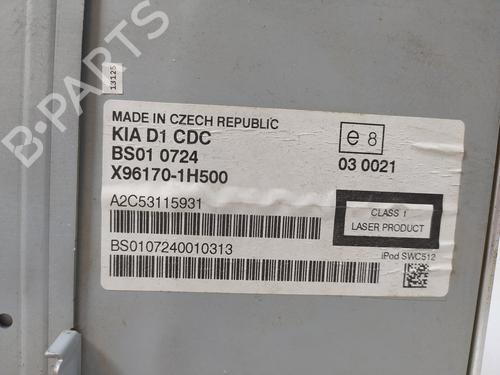 B-PARTS
13125
MADE IN CZECH REPUBLIC
KIA D1 CDC
BS01 0724
X96170-1H500
e 8
03 0021
A2C53115931
CLASS 1
LASER PRODUCT
BS0107240010313
iPod SWC512